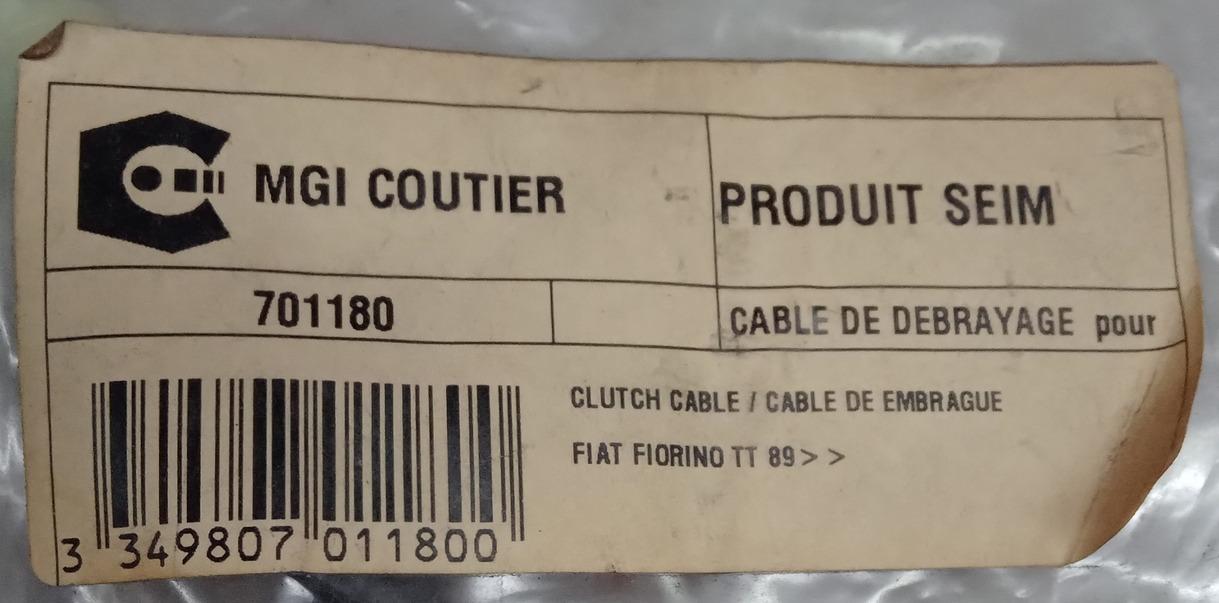 MGI COUTIER
PRODUIT SEIM
701180
CABLE DE DEBRAYAGE pour
CLUTCH CABLE / CABLE DE EMBRAGUE
FIAT FIORINO TT 89>>
3 349807 011800